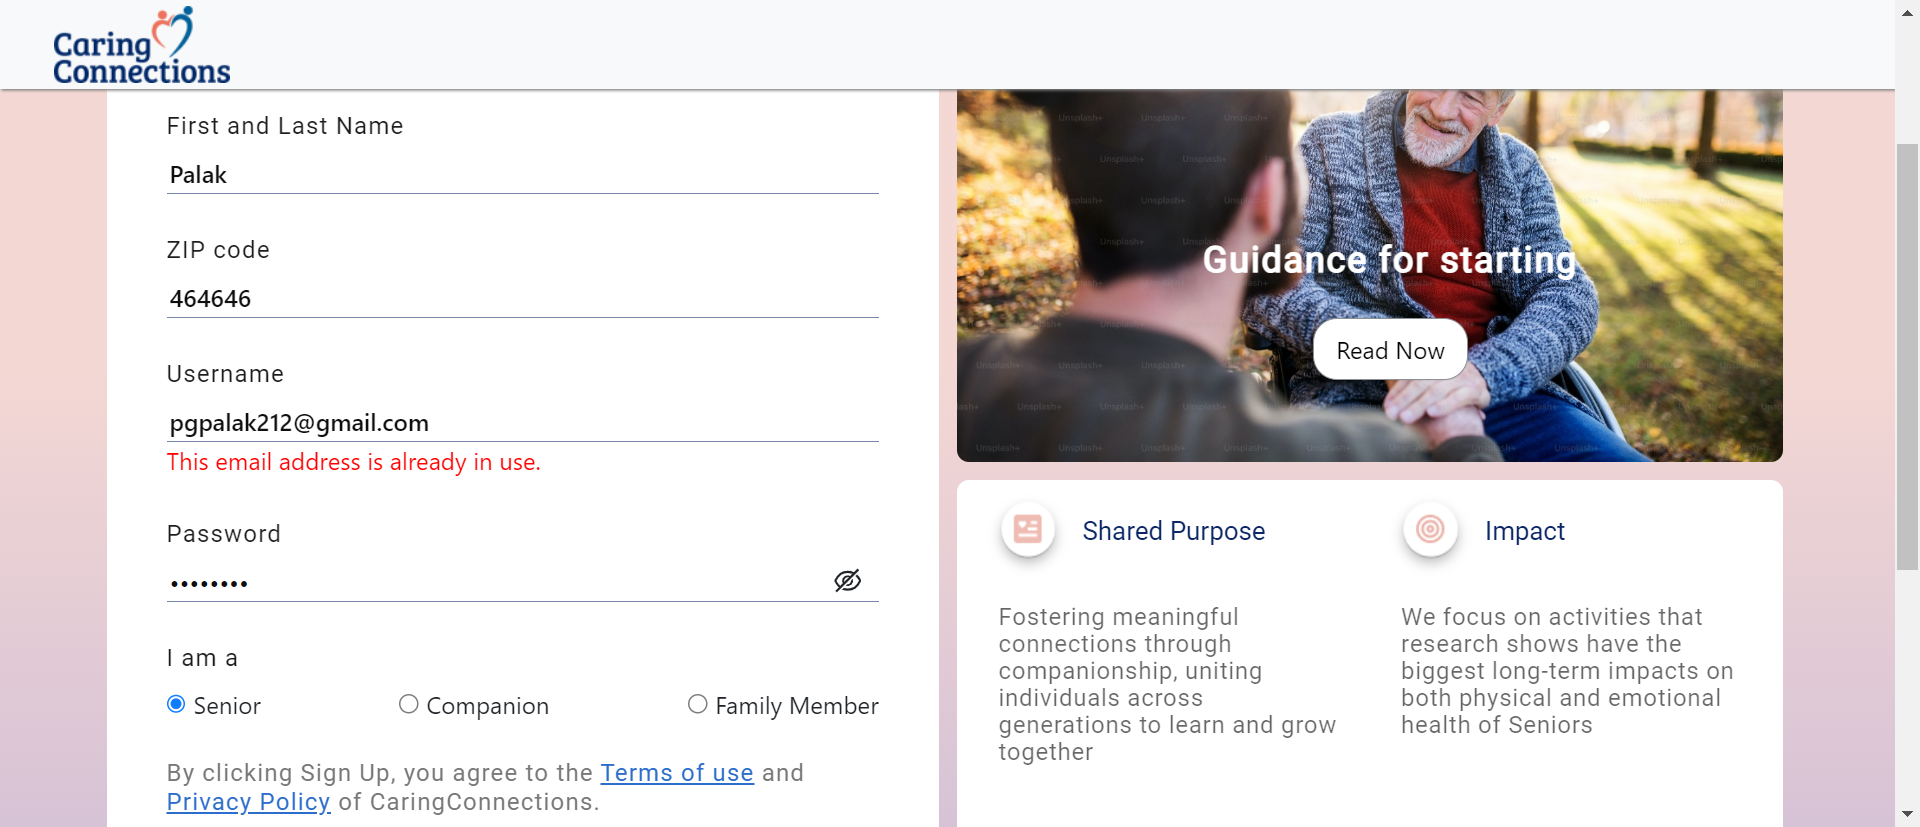 Caring
Connections
First and Last Name
Palak
ZIP code
464646
Username
pgpalak212@gmail.com
This email address is already in use.
Password
••••••••
I am a
Senior
Companion
Family Member
By clicking Sign Up, you agree to the Terms of use and
Privacy Policy of CaringConnections.
Guidance for starting
Read Now
Unsplash+
Shared Purpose
Fostering meaningful
connections through
companionship, uniting
individuals across
generations to learn and grow
together
Impact
We focus on activities that
research shows have the
biggest long-term impacts on
both physical and emotional
health of Seniors